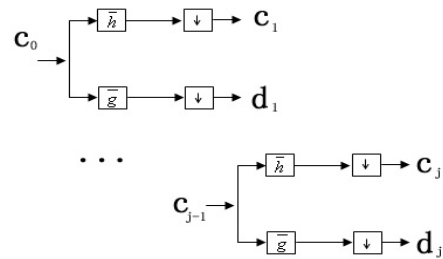 h̅ ↓ c₁
c₀
g̅ ↓ d₁
...
h̅ ↓ cⱼ
cⱼ₋₁
g̅ ↓ dⱼ